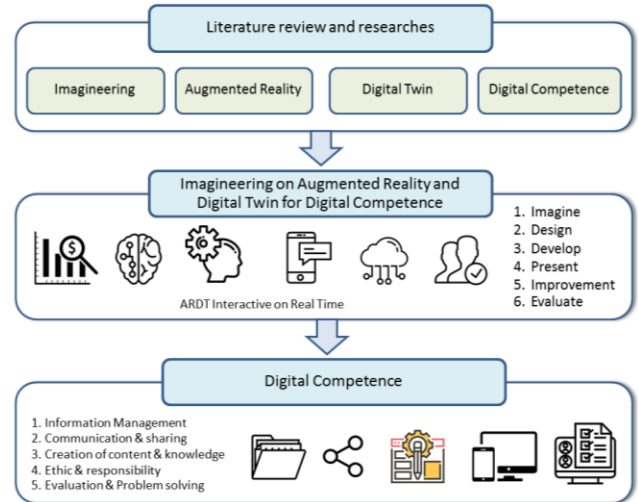 Literature review and researches
Imagineering
Augmented Reality
Digital Twin
Digital Competence
Imagineering on Augmented Reality and
Digital Twin for Digital Competence
1. Imagine
2. Design
3. Develop
4. Present
5. Improvement
6. Evaluate
$
ARDT Interactive on Real Time
Digital Competence
1. Information Management
2. Communication & sharing
3. Creation of content & knowledge
4. Ethic & responsibility
5. Evaluation & Problem solving